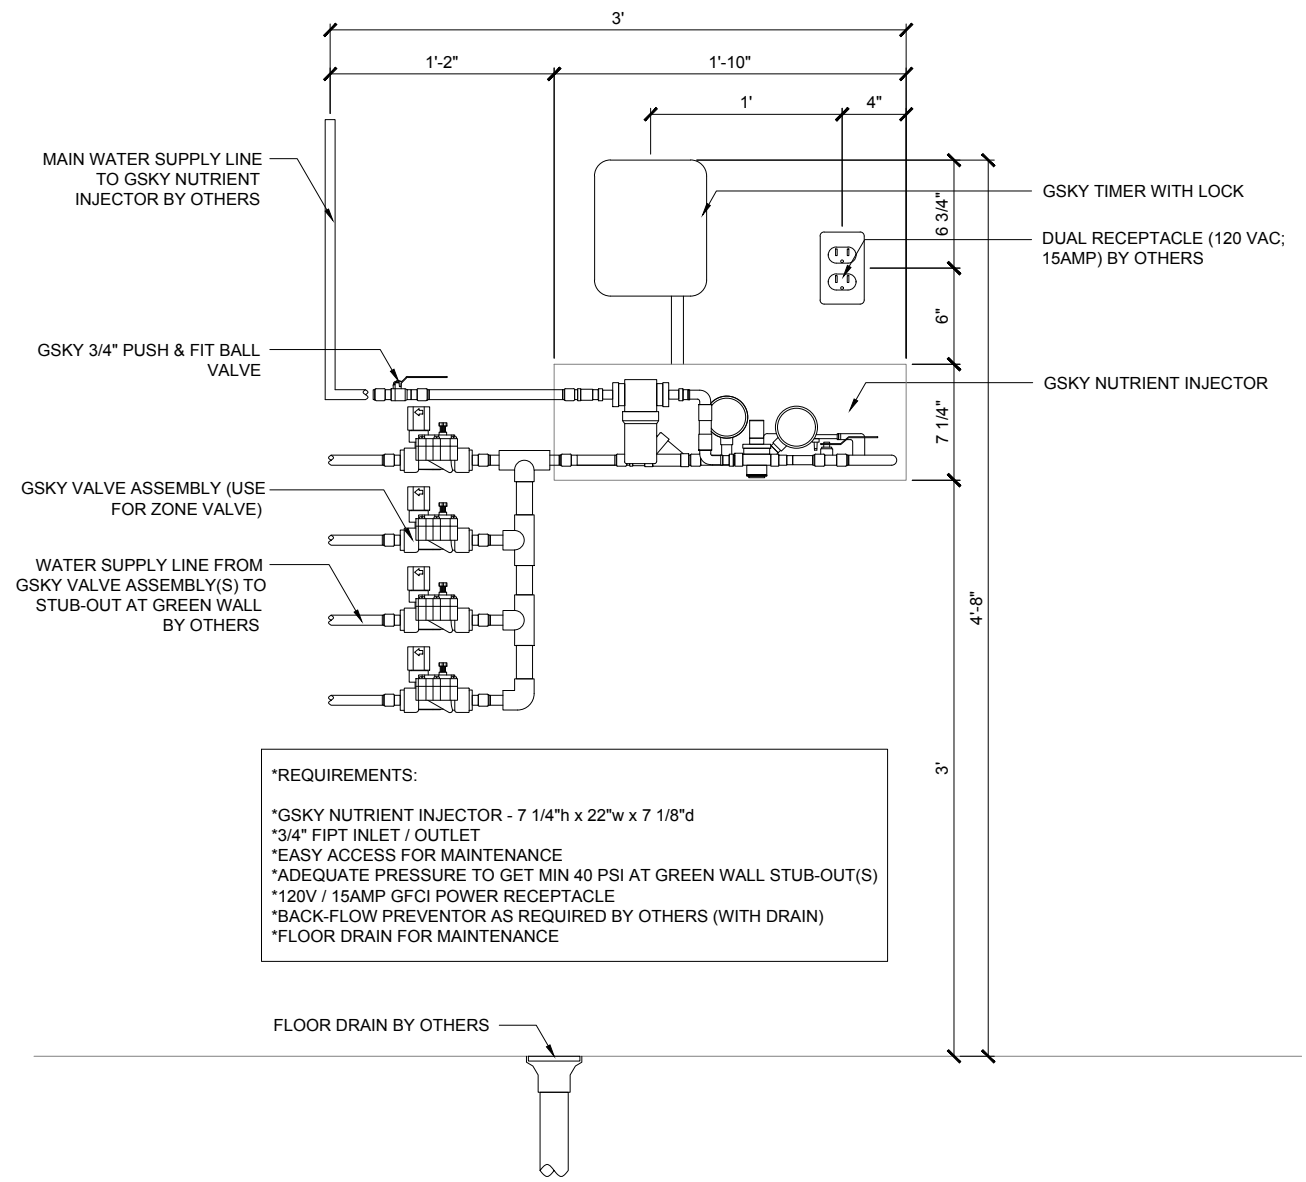 3'
1'-2"
1'-10"
1'
4"
MAIN WATER SUPPLY LINE
TO GSKY NUTRIENT
INJECTOR BY OTHERS
GSKY TIMER WITH LOCK
6 3/4"
DUAL RECEPTACLE (120 VAC;
15AMP) BY OTHERS
6"
GSKY 3/4" PUSH & FIT BALL
VALVE
GSKY NUTRIENT INJECTOR
7 1/4"
GSKY VALVE ASSEMBLY (USE
FOR ZONE VALVE)
WATER SUPPLY LINE FROM
GSKY VALVE ASSEMBLY(S) TO
STUB-OUT AT GREEN WALL
BY OTHERS
4'-8"
3'
*REQUIREMENTS:
*GSKY NUTRIENT INJECTOR - 7 1/4"h x 22"w x 7 1/8"d
*3/4" FIPT INLET / OUTLET
*EASY ACCESS FOR MAINTENANCE
*ADEQUATE PRESSURE TO GET MIN 40 PSI AT GREEN WALL STUB-OUT(S)
*120V / 15AMP GFCI POWER RECEPTACLE
*BACK-FLOW PREVENTOR AS REQUIRED BY OTHERS (WITH DRAIN)
*FLOOR DRAIN FOR MAINTENANCE
FLOOR DRAIN BY OTHERS